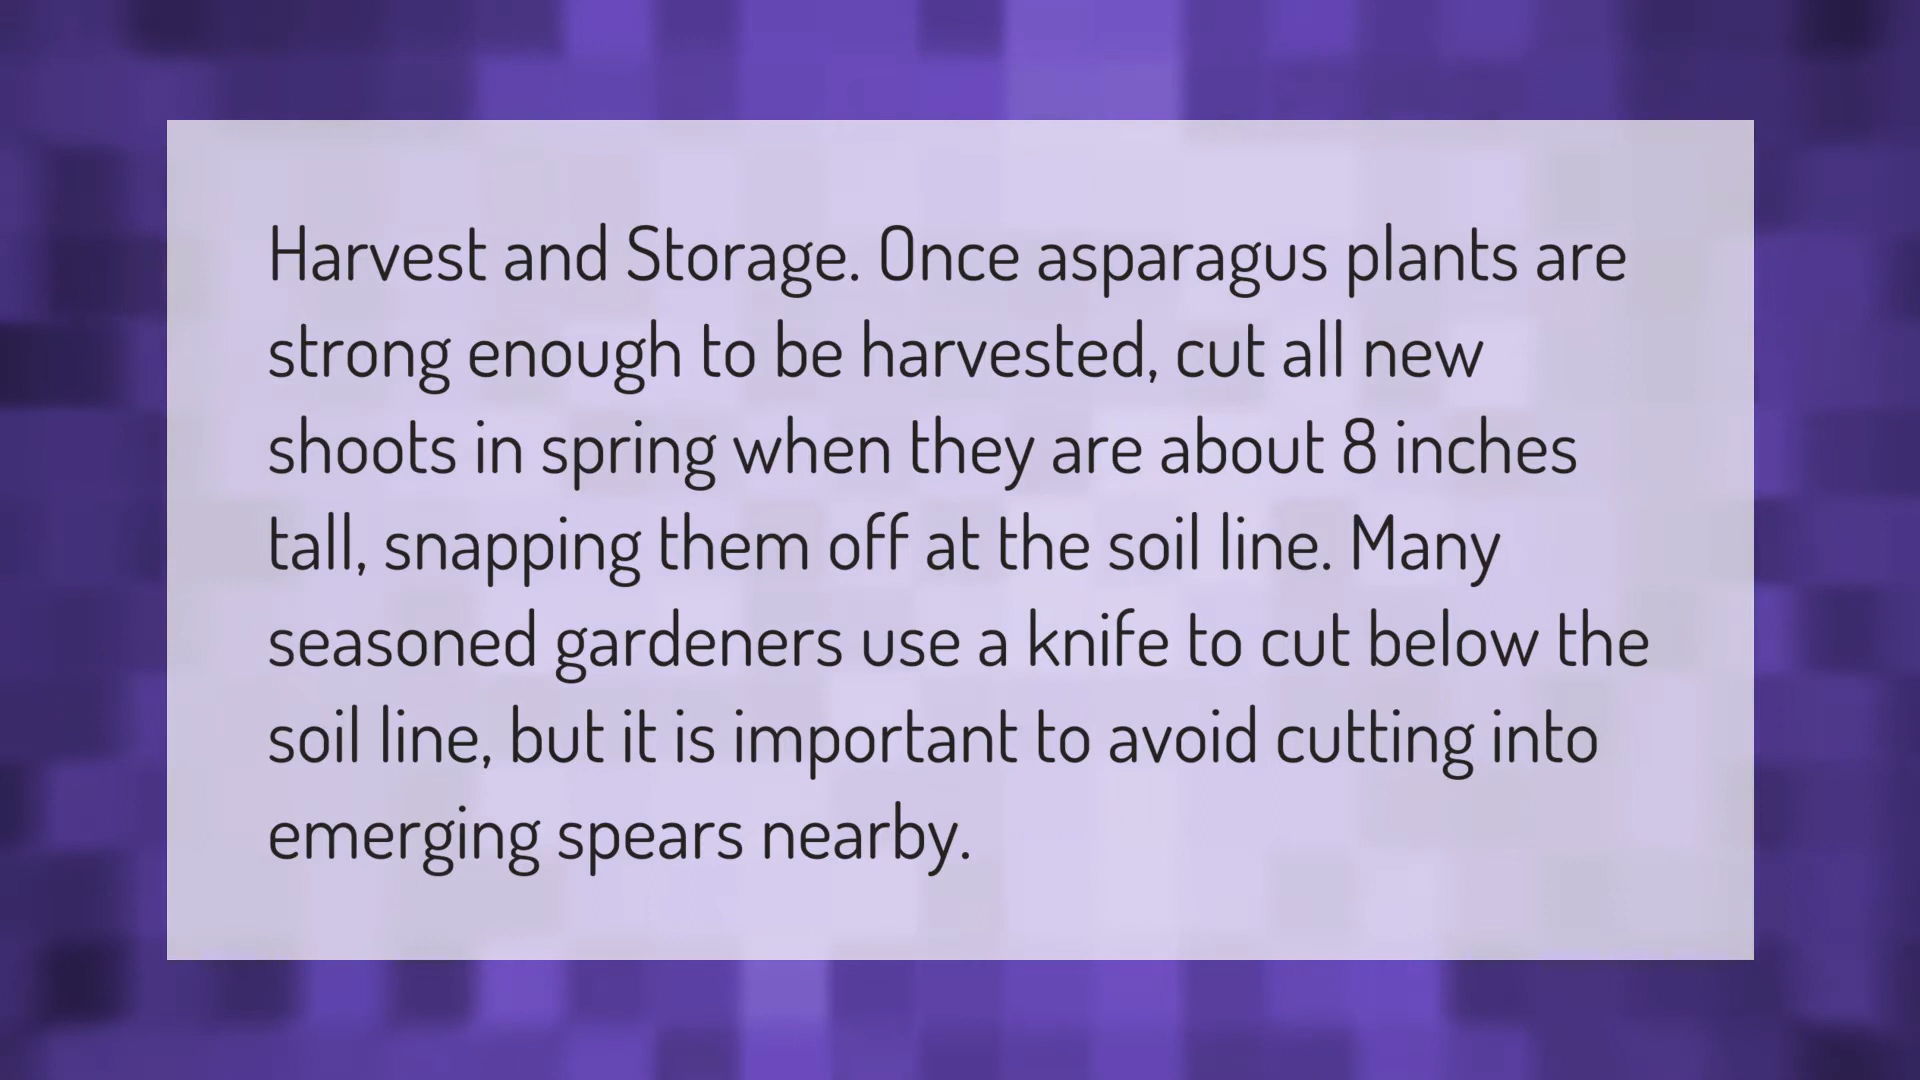 Harvest and Storage. Once asparagus plants are
strong enough to be harvested, cut all new
shoots in spring when they are about 8 inches
tall, snapping them off at the soil line. Many
seasoned gardeners use a knife to cut below the
soil line, but it is important to avoid cutting into
emerging spears nearby.